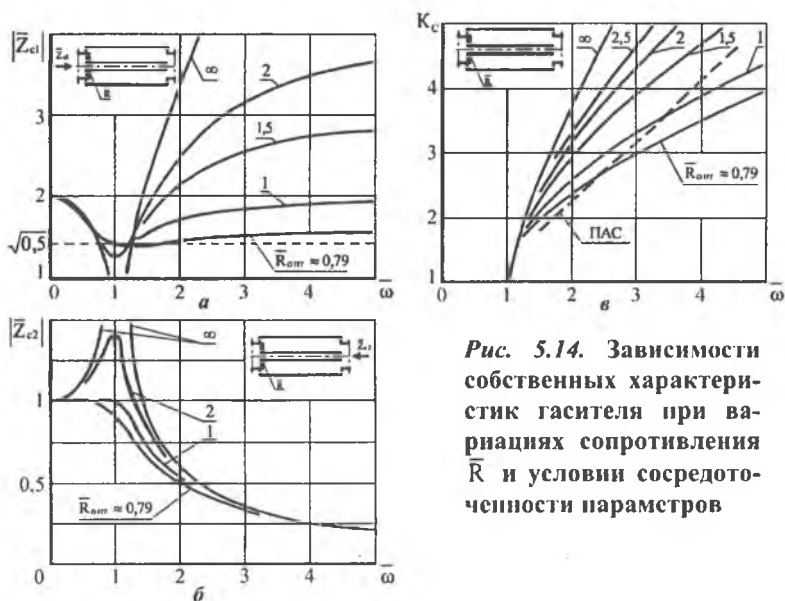 |Z̄c1|
3
2
√0,5
1
0 1 2 3 4 ω̄
Z̄c1
R̄
∞
2
1,5
1
R̄опт ≈ 0,79
а
Kc
4
3
2
1
0 1 2 3 4 ω̄
R̄
∞ 2,5 2 1,5 1
R̄опт ≈ 0,79
ПАС
в
|Z̄c2|
1
0,5
0 1 2 3 4 ω̄
∞
2
1
R̄опт ≈ 0,79
R̄
б
Рис. 5.14. Зависимости
собственных характери-
стик гасителя при ва-
риациях сопротивления
R̄ и условии сосредото-
ченности параметров